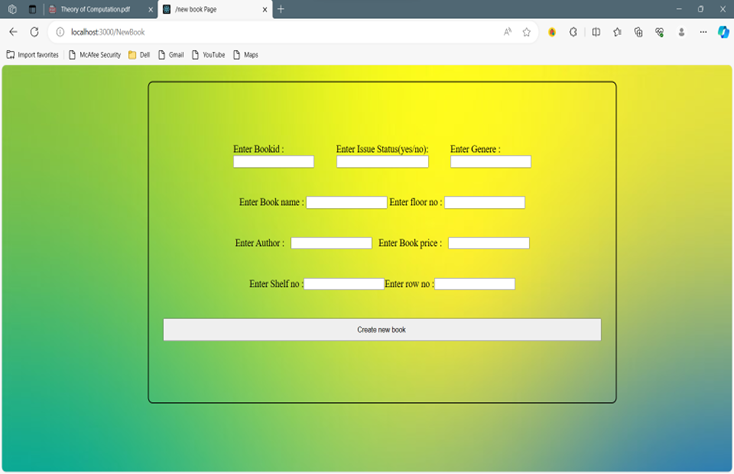 Theory of Computation.pdf
/new book Page
localhost:3000/NewBook
Import favorites
McAfee Security
Dell
Gmail
YouTube
Maps
Enter Bookid : Enter Issue Status(yes/no): Enter Genere :
Enter Book name : Enter floor no :
Enter Author : Enter Book price :
Enter Shelf no : Enter row no :
Create new book